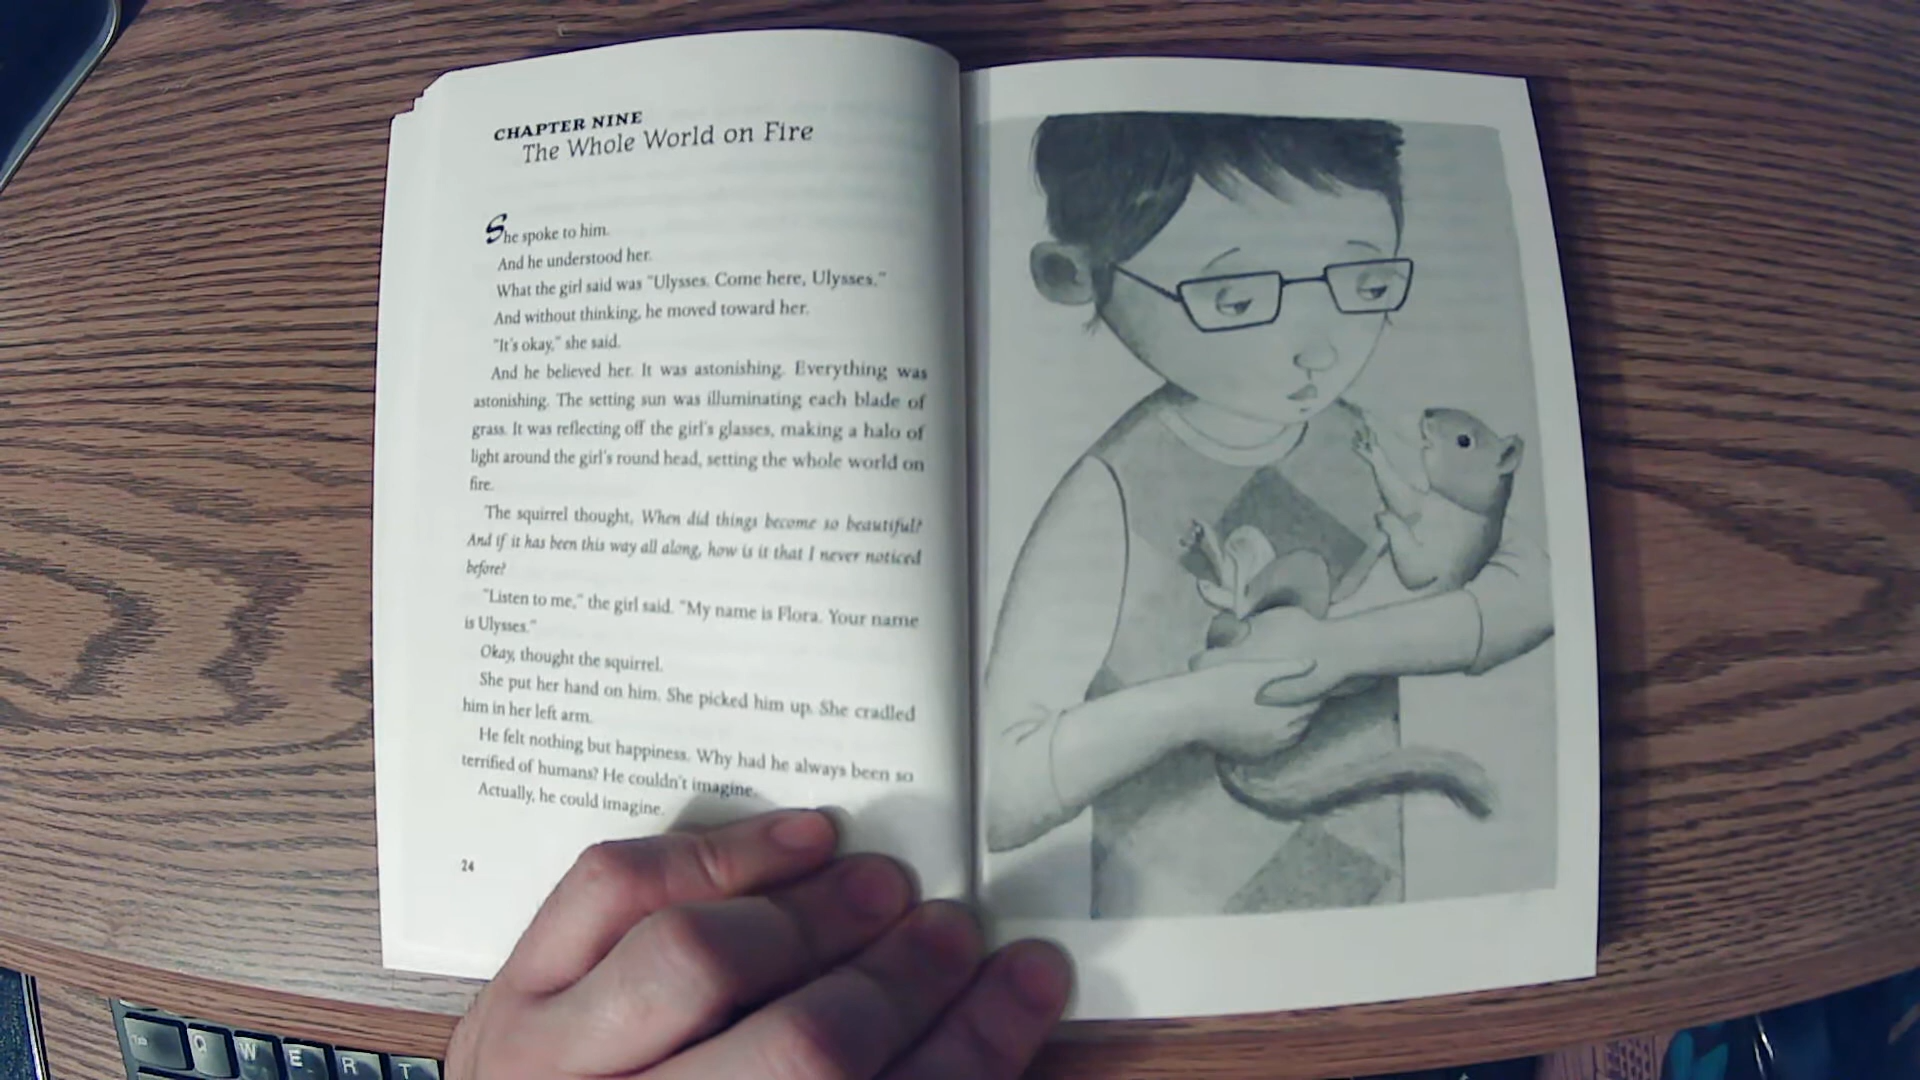 CHAPTER NINE
The Whole World on Fire
She spoke to him.
And he understood her.
What the girl said was "Ulysses. Come here, Ulysses."
And without thinking, he moved toward her.
"It's okay," she said.
And he believed her. It was astonishing. Everything was
astonishing. The setting sun was illuminating each blade of
grass. It was reflecting off the girl's glasses, making a halo of
light around the girl's round head, setting the whole world on
fire.
The squirrel thought, When did things become so beautiful?
And if it has been this way all along, how is it that I never noticed
before?
"Listen to me," the girl said. "My name is Flora. Your name
is Ulysses."
Okay, thought the squirrel.
She put her hand on him. She picked him up. She cradled
him in her left arm.
He felt nothing but happiness. Why had he always been so
terrified of humans? He couldn't imagine.
Actually, he could imagine.
24
Tab Q W E R T